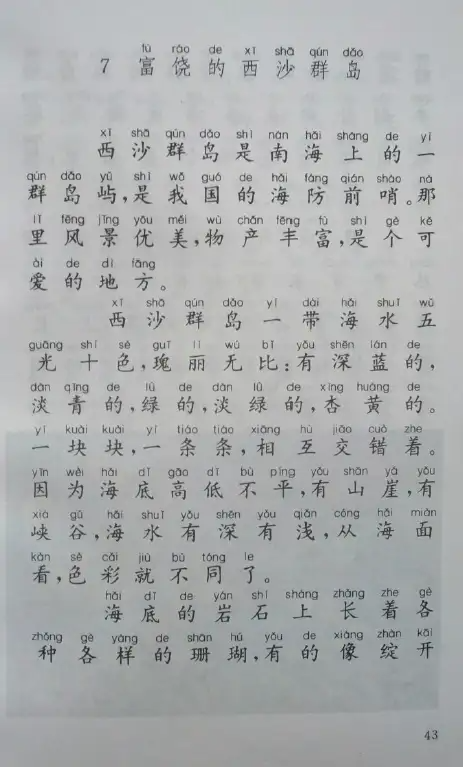 fù ráo de xī shā qún dǎo
7 富饶的西沙群岛
xī shā qún dǎo shì nán hǎi shàng de yí
西沙群岛是南海上的一
qún dǎo yǔ shì wǒ guó de hǎi fáng qián shào nà
群岛屿,是我国的海防前哨。那
lǐ fēng jǐng yōu měi wù chǎn fēng fù shì gè kě
里风景优美,物产丰富,是个可
ài de dì fāng
爱的地方。
xī shā qún dǎo yí dài hǎi shuǐ wǔ
西沙群岛一带海水五
guāng shí sè guī lì wú bǐ yǒu shēn lán de
光十色,瑰丽无比:有深蓝的,
dàn qīng de lǜ de dàn lǜ de xìng huáng de
淡青的,绿的,淡绿的,杏黄的。
yí kuài kuài yì tiáo tiáo xiāng hù jiāo cuò zhe
一块块,一条条,相互交错着。
yīn wèi hǎi dǐ gāo dī bù píng yǒu shān yá yǒu
因为海底高低不平,有山崖,有
xiá gǔ hǎi shuǐ yǒu shēn yǒu qiǎn cóng hǎi miàn
峡谷,海水有深有浅,从海面
kàn sè cǎi jiù bù tóng le
看,色彩就不同了。
hǎi dǐ de yán shí shàng zhǎng zhe gè
海底的岩石上长着各
zhǒng gè yàng de shān hú yǒu de xiàng zhàn kāi
种各样的珊瑚,有的像绽开
43